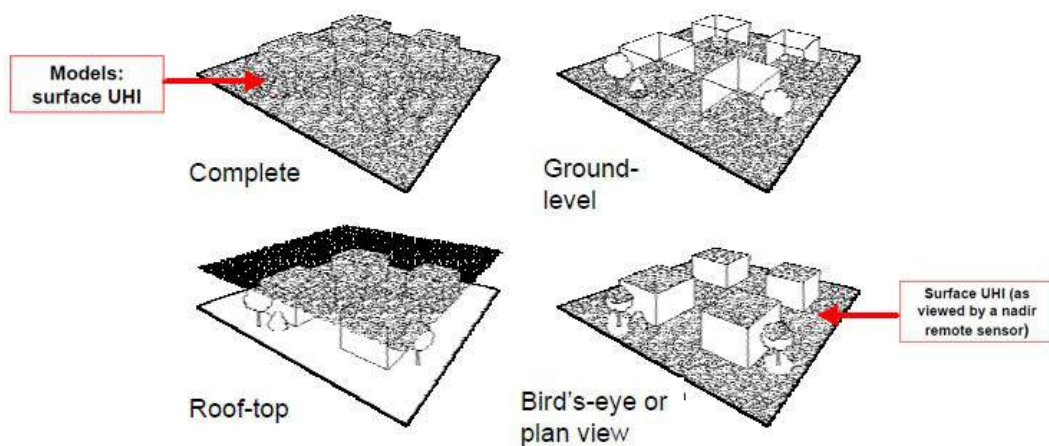 Models:
surface UHI
Complete
Ground-
level
Roof-top
Bird's-eye or
plan view
Surface UHI (as
viewed by a nadir
remote sensor)